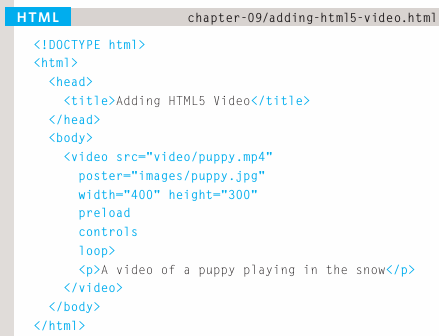 HTML
chapter-09/adding-html5-video.html
<!DOCTYPE html>
<html>
<head>
<title>Adding HTML5 Video</title>
</head>
<body>
<video src="video/puppy.mp4"
poster="images/puppy.jpg"
width="400" height="300"
preload
controls
loop>
<p>A video of a puppy playing in the snow</p>
</video>
</body>
</html>